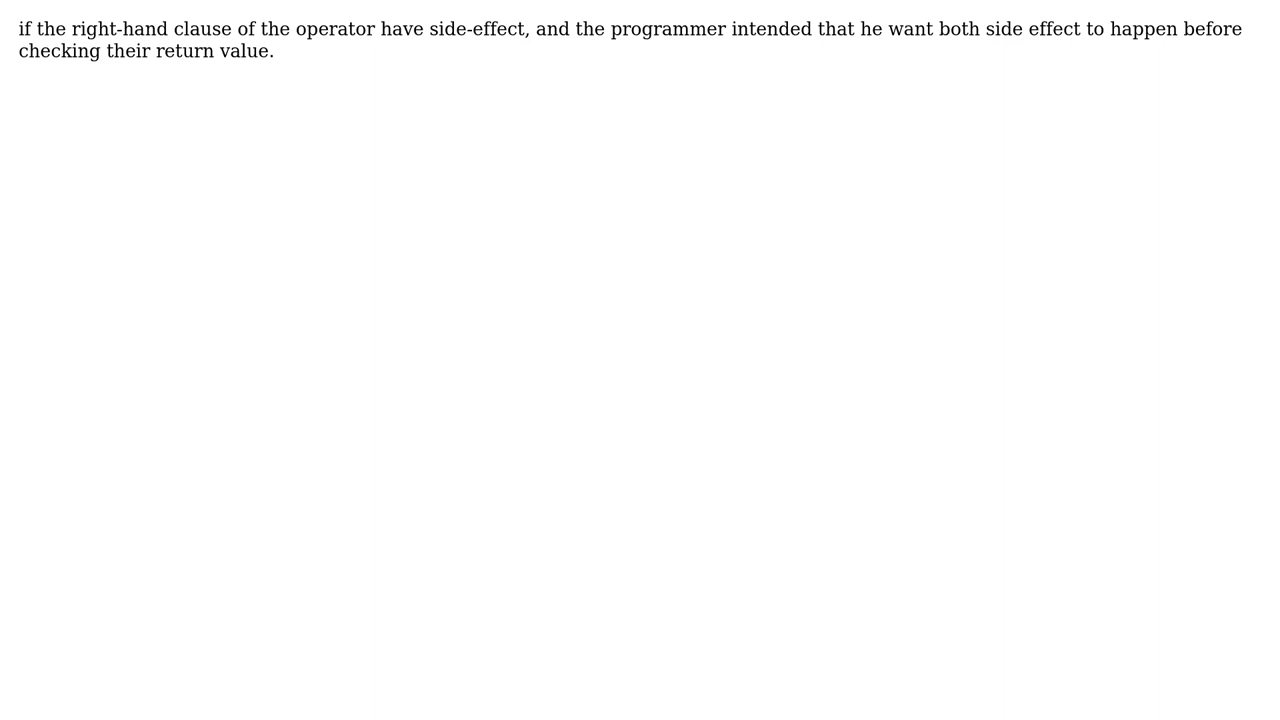 if the right-hand clause of the operator have side-effect, and the programmer intended that he want both side effect to happen before
checking their return value.